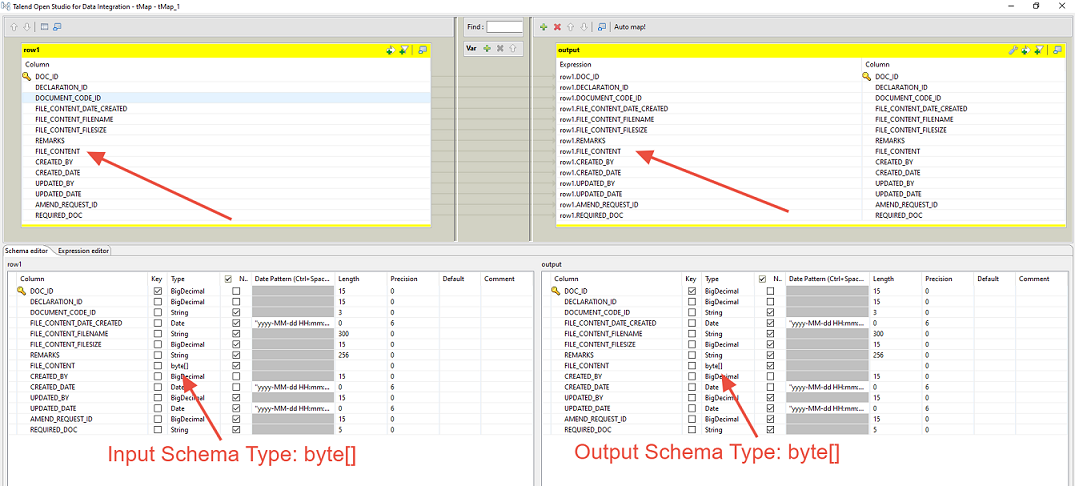 Talend Open Studio for Data Integration - tMap - tMap_1
Find :
Auto map!
row1
Var
output
Column
Expression Column
DOC_ID row1.DOC_ID DOC_ID
DECLARATION_ID row1.DECLARATION_ID DECLARATION_ID
DOCUMENT_CODE_ID row1.DOCUMENT_CODE_ID DOCUMENT_CODE_ID
FILE_CONTENT_DATE_CREATED row1.FILE_CONTENT_DATE_CREATED FILE_CONTENT_DATE_CREATED
FILE_CONTENT_FILENAME row1.FILE_CONTENT_FILENAME FILE_CONTENT_FILENAME
FILE_CONTENT_FILESIZE row1.FILE_CONTENT_FILESIZE FILE_CONTENT_FILESIZE
REMARKS row1.REMARKS REMARKS
FILE_CONTENT row1.FILE_CONTENT FILE_CONTENT
CREATED_BY row1.CREATED_BY CREATED_BY
CREATED_DATE row1.CREATED_DATE CREATED_DATE
UPDATED_BY row1.UPDATED_BY UPDATED_BY
UPDATED_DATE row1.UPDATED_DATE UPDATED_DATE
AMEND_REQUEST_ID row1.AMEND_REQUEST_ID AMEND_REQUEST_ID
REQUIRED_DOC row1.REQUIRED_DOC REQUIRED_DOC
Schema editor Expression editor
row1 output
Column Key Type N.. Date Pattern (Ctrl+Spac... Length Precision Default Comment
DOC_ID BigDecimal 15 0
DECLARATION_ID BigDecimal 15 0
DOCUMENT_CODE_ID String 3 0
FILE_CONTENT_DATE_CREATED Date "yyyy-MM-dd HH:mm:... 0 6
FILE_CONTENT_FILENAME String 300 0
FILE_CONTENT_FILESIZE BigDecimal 15 0
REMARKS String 256 0
FILE_CONTENT byte[] 0
CREATED_BY BigDecimal 15 0
CREATED_DATE Date "yyyy-MM-dd HH:mm:... 0 6
UPDATED_BY BigDecimal 15 0
UPDATED_DATE Date "yyyy-MM-dd HH:mm:... 0 6
AMEND_REQUEST_ID BigDecimal 15 0
REQUIRED_DOC String 5 0
Column Key Type N.. Date Pattern (Ctrl+Spac... Length Precision Default Comment
DOC_ID BigDecimal 15 0
DECLARATION_ID BigDecimal 15 0
DOCUMENT_CODE_ID String 3 0
FILE_CONTENT_DATE_CREATED Date "yyyy-MM-dd HH:mm:... 0 6
FILE_CONTENT_FILENAME String 300 0
FILE_CONTENT_FILESIZE BigDecimal 15 0
REMARKS String 256 0
FILE_CONTENT byte[] 0
CREATED_BY BigDecimal 15 0
CREATED_DATE Date "yyyy-MM-dd HH:mm:... 0 6
UPDATED_BY BigDecimal 15 0
UPDATED_DATE Date "yyyy-MM-dd HH:mm:... 0 6
AMEND_REQUEST_ID BigDecimal 15 0
REQUIRED_DOC String 5 0
Input Schema Type: byte[]
Output Schema Type: byte[]